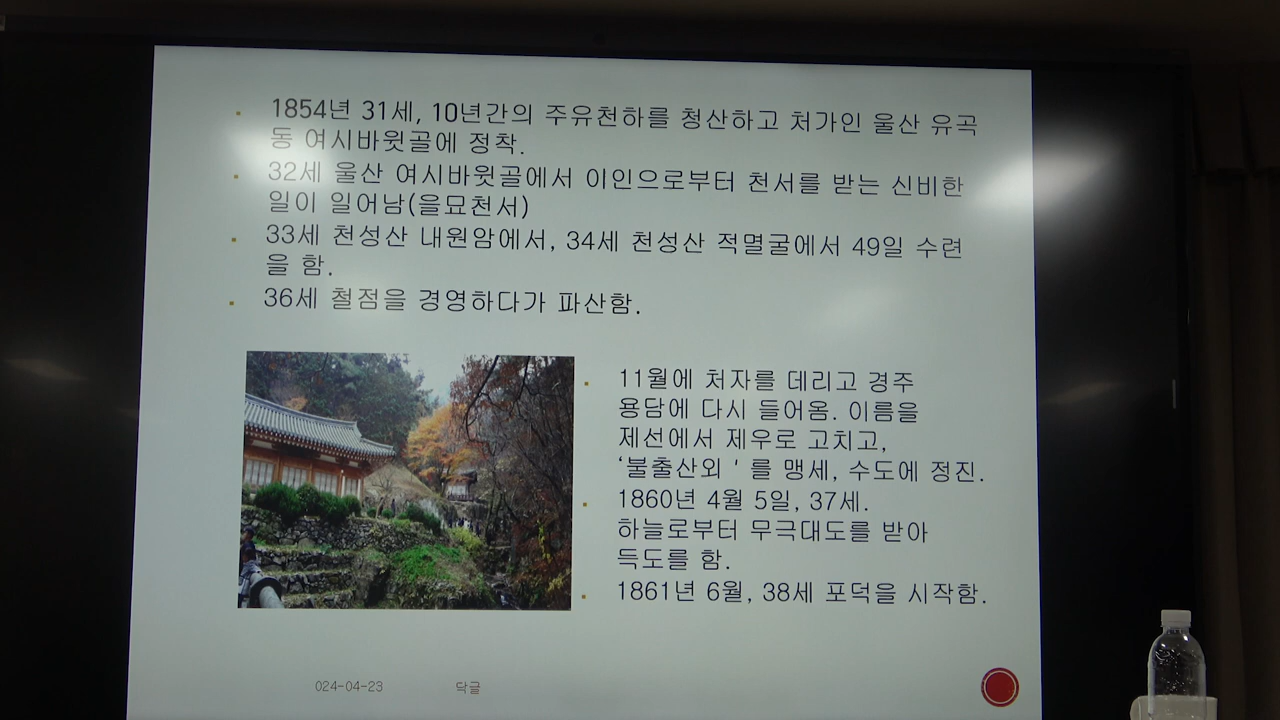 1854년 31세, 10년간의 주유천하를 청산하고 처가인 울산 유곡
동 여시바윗골에 정착.
32세 울산 여시바윗골에서 이인으로부터 천서를 받는 신비한
일이 일어남(을묘천서)
33세 천성산 내원암에서, 34세 천성산 적멸굴에서 49일 수련
을 함.
36세 철점을 경영하다가 파산함.
11월에 처자를 데리고 경주
용담에 다시 들어옴. 이름을
제선에서 제우로 고치고,
‘불출산외＇를 맹세, 수도에 정진.
1860년 4월 5일, 37세.
하늘로부터 무극대도를 받아
득도를 함.
1861년 6월, 38세 포덕을 시작함.
024-04-23
닥글